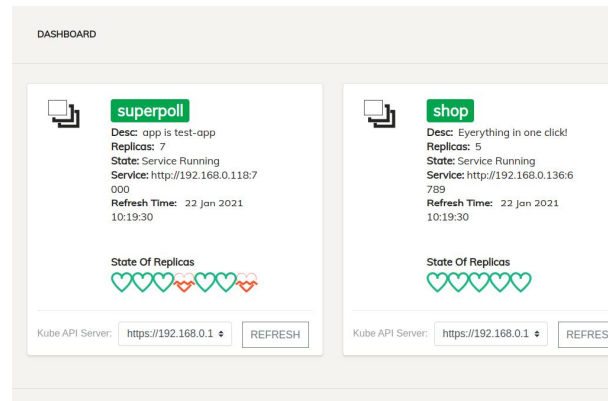 DASHBOARD
superpoll
Desc: app is test-app
Replicas: 7
State: Service Running
Service: http://192.168.0.118:7
000
Refresh Time: 22 Jan 2021
10:19:30
State Of Replicas
Kube API Server: https://192.168.0.1 REFRESH
shop
Desc: Eyerything in one click!
Replicas: 5
State: Service Running
Service: http://192.168.0.136:6
789
Refresh Time: 22 Jan 2021
10:19:30
State Of Replicas
Kube API Server: https://192.168.0.1 REFRES